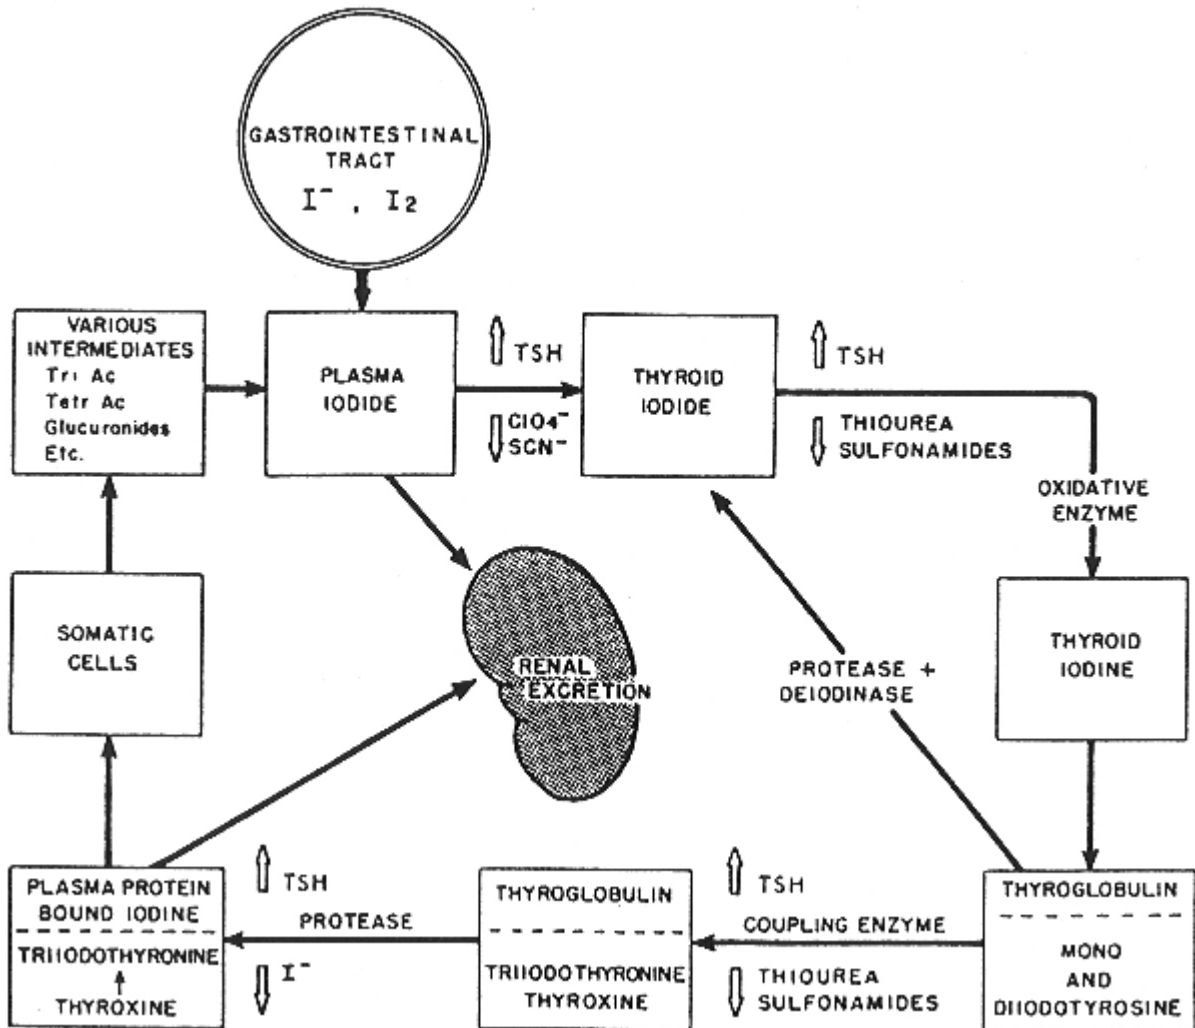 GASTROINTESTINAL
TRACT
I⁻ , I₂
VARIOUS
INTERMEDIATES
Tri Ac
Tetr Ac
Glucuronides
Etc.
PLASMA
IODIDE
TSH
ClO4⁻
SCN⁻
THYROID
IODIDE
TSH
THIOUREA
SULFONAMIDES
OXIDATIVE
ENZYME
SOMATIC
CELLS
RENAL
EXCRETION
PROTEASE +
DEIODINASE
THYROID
IODINE
PLASMA PROTEIN
BOUND IODINE
TRIIODOTHYRONINE
THYROXINE
TSH
PROTEASE
I⁻
THYROGLOBULIN
TRIIODOTHYRONINE
THYROXINE
TSH
COUPLING ENZYME
THIOUREA
SULFONAMIDES
THYROGLOBULIN
MONO
AND
DIIODOTYROSINE